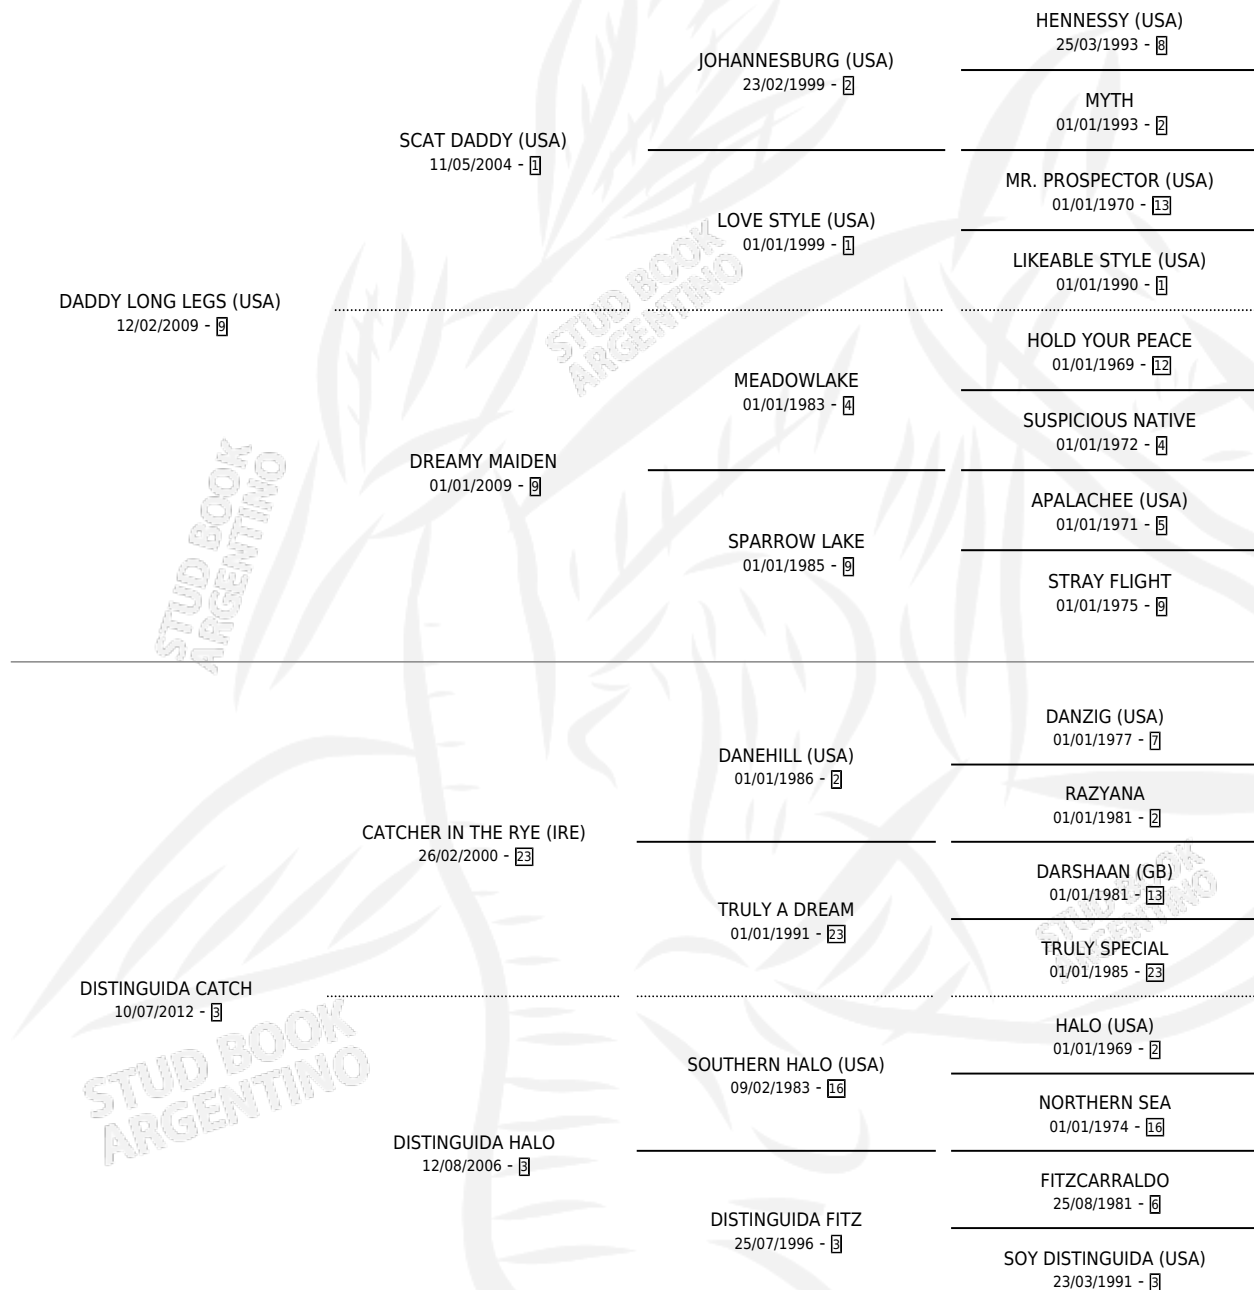 HENNESSY (USA)
25/03/1993 - 8
JOHANNESBURG (USA)
23/02/1999 - 2
MYTH
01/01/1993 - 2
SCAT DADDY (USA)
11/05/2004 - 1
MR. PROSPECTOR (USA)
01/01/1970 - 13
LOVE STYLE (USA)
01/01/1999 - 1
LIKEABLE STYLE (USA)
01/01/1990 - 1
DADDY LONG LEGS (USA)
12/02/2009 - 9
STUD BOOK
ARGENTINO
HOLD YOUR PEACE
01/01/1969 - 12
MEADOWLAKE
01/01/1983 - 4
SUSPICIOUS NATIVE
01/01/1972 - 4
DREAMY MAIDEN
01/01/2009 - 9
APALACHEE (USA)
01/01/1971 - 5
SPARROW LAKE
01/01/1985 - 9
STRAY FLIGHT
01/01/1975 - 9
STUD BOOK
ARGENTINO
DANZIG (USA)
01/01/1977 - 7
DANEHILL (USA)
01/01/1986 - 2
RAZYANA
01/01/1981 - 2
CATCHER IN THE RYE (IRE)
26/02/2000 - 23
DARSHAAN (GB)
01/01/1981 - 13
TRULY A DREAM
01/01/1991 - 23
TRULY SPECIAL
01/01/1985 - 23
STUD BOOK
ARGENTINO
DISTINGUIDA CATCH
10/07/2012 - 3
HALO (USA)
01/01/1969 - 2
SOUTHERN HALO (USA)
09/02/1983 - 16
NORTHERN SEA
01/01/1974 - 16
STUD BOOK
ARGENTINO
DISTINGUIDA HALO
12/08/2006 - 3
FITZCARRALDO
25/08/1981 - 6
DISTINGUIDA FITZ
25/07/1996 - 3
SOY DISTINGUIDA (USA)
23/03/1991 - 3